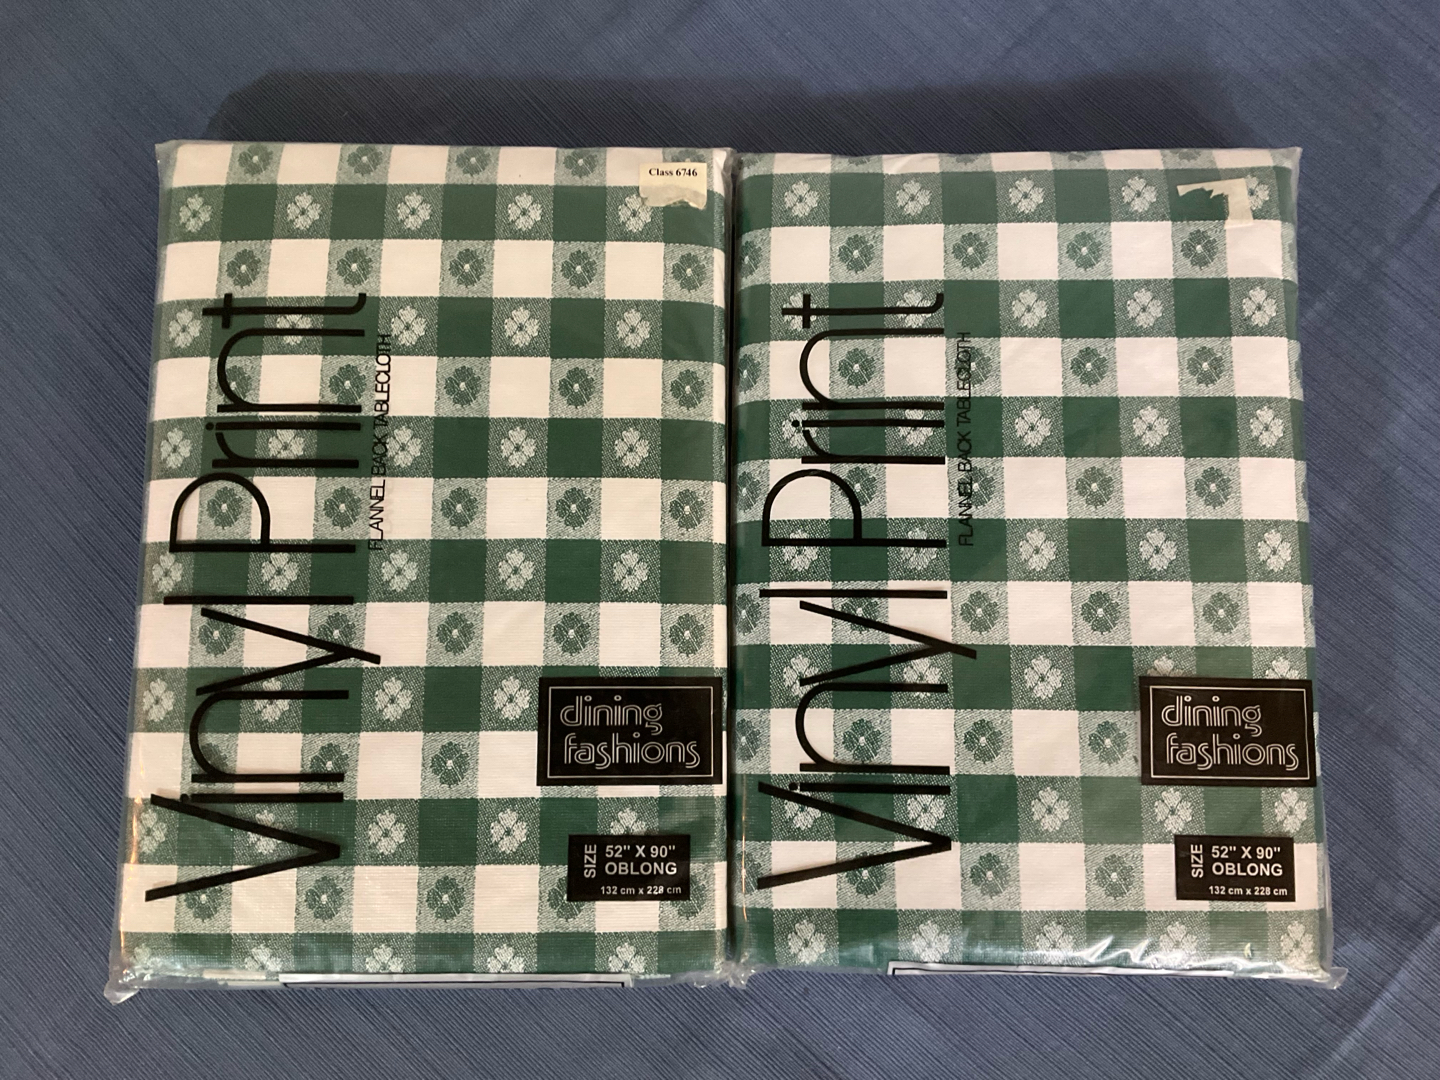 Class 6746
Vinyl Print
FLANNEL BACK TABLECLOTH
dining
fashions
SIZE
52" X 90"
OBLONG
132 cm x 228 cm
Vinyl Print
FLANNEL BACK TABLECLOTH
dining
fashions
SIZE
52" X 90"
OBLONG
132 cm x 228 cm